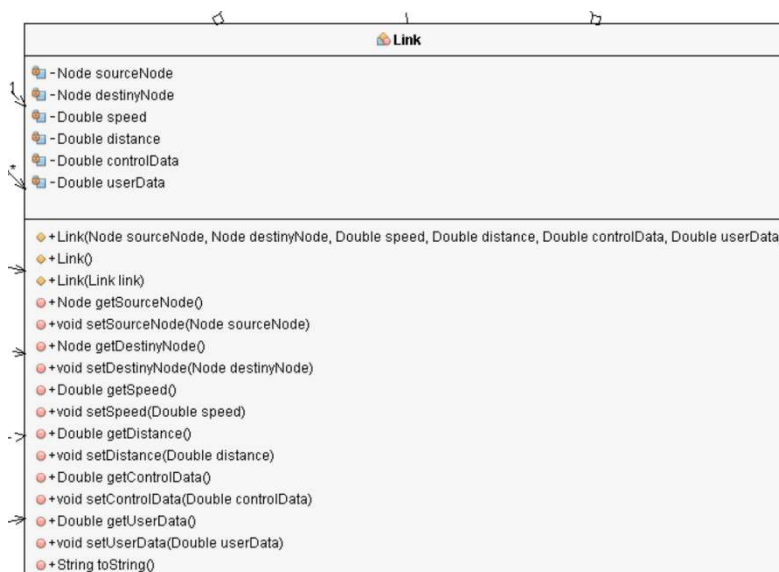 Link
1
*
- Node sourceNode
- Node destinyNode
- Double speed
- Double distance
- Double controlData
- Double userData
+ Link(Node sourceNode, Node destinyNode, Double speed, Double distance, Double controlData, Double userData
+ Link()
+ Link(Link link)
+ Node getSourceNode()
+ void setSourceNode(Node sourceNode)
+ Node getDestinyNode()
+ void setDestinyNode(Node destinyNode)
+ Double getSpeed()
+ void setSpeed(Double speed)
+ Double getDistance()
+ void setDistance(Double distance)
+ Double getControlData()
+ void setControlData(Double controlData)
+ Double getUserData()
+ void setUserData(Double userData)
+ String toString()